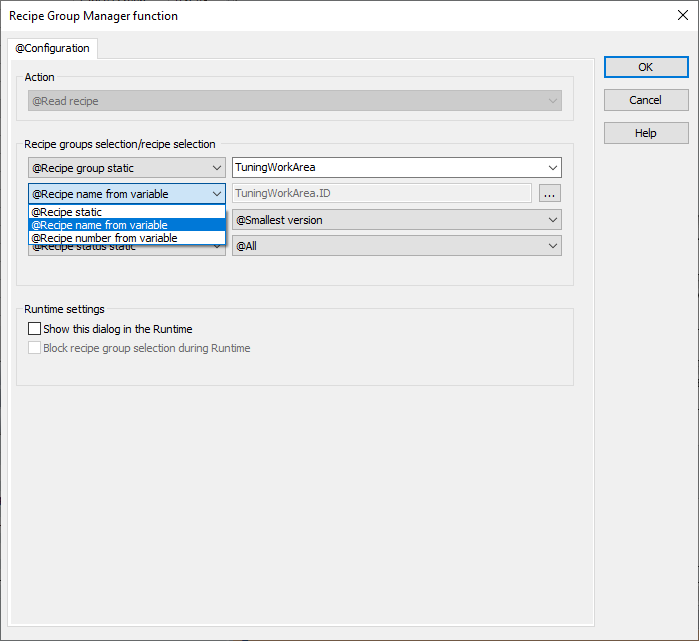 Recipe Group Manager function
@Configuration
OK
Cancel
Help
Action
@Read recipe
Recipe groups selection/recipe selection
@Recipe group static
TuningWorkArea
@Recipe name from variable
TuningWorkArea.ID
...
@Recipe static
@Recipe name from variable
@Recipe number from variable
@Smallest version
@Recipe status static
@All
Runtime settings
Show this dialog in the Runtime
Block recipe group selection during Runtime